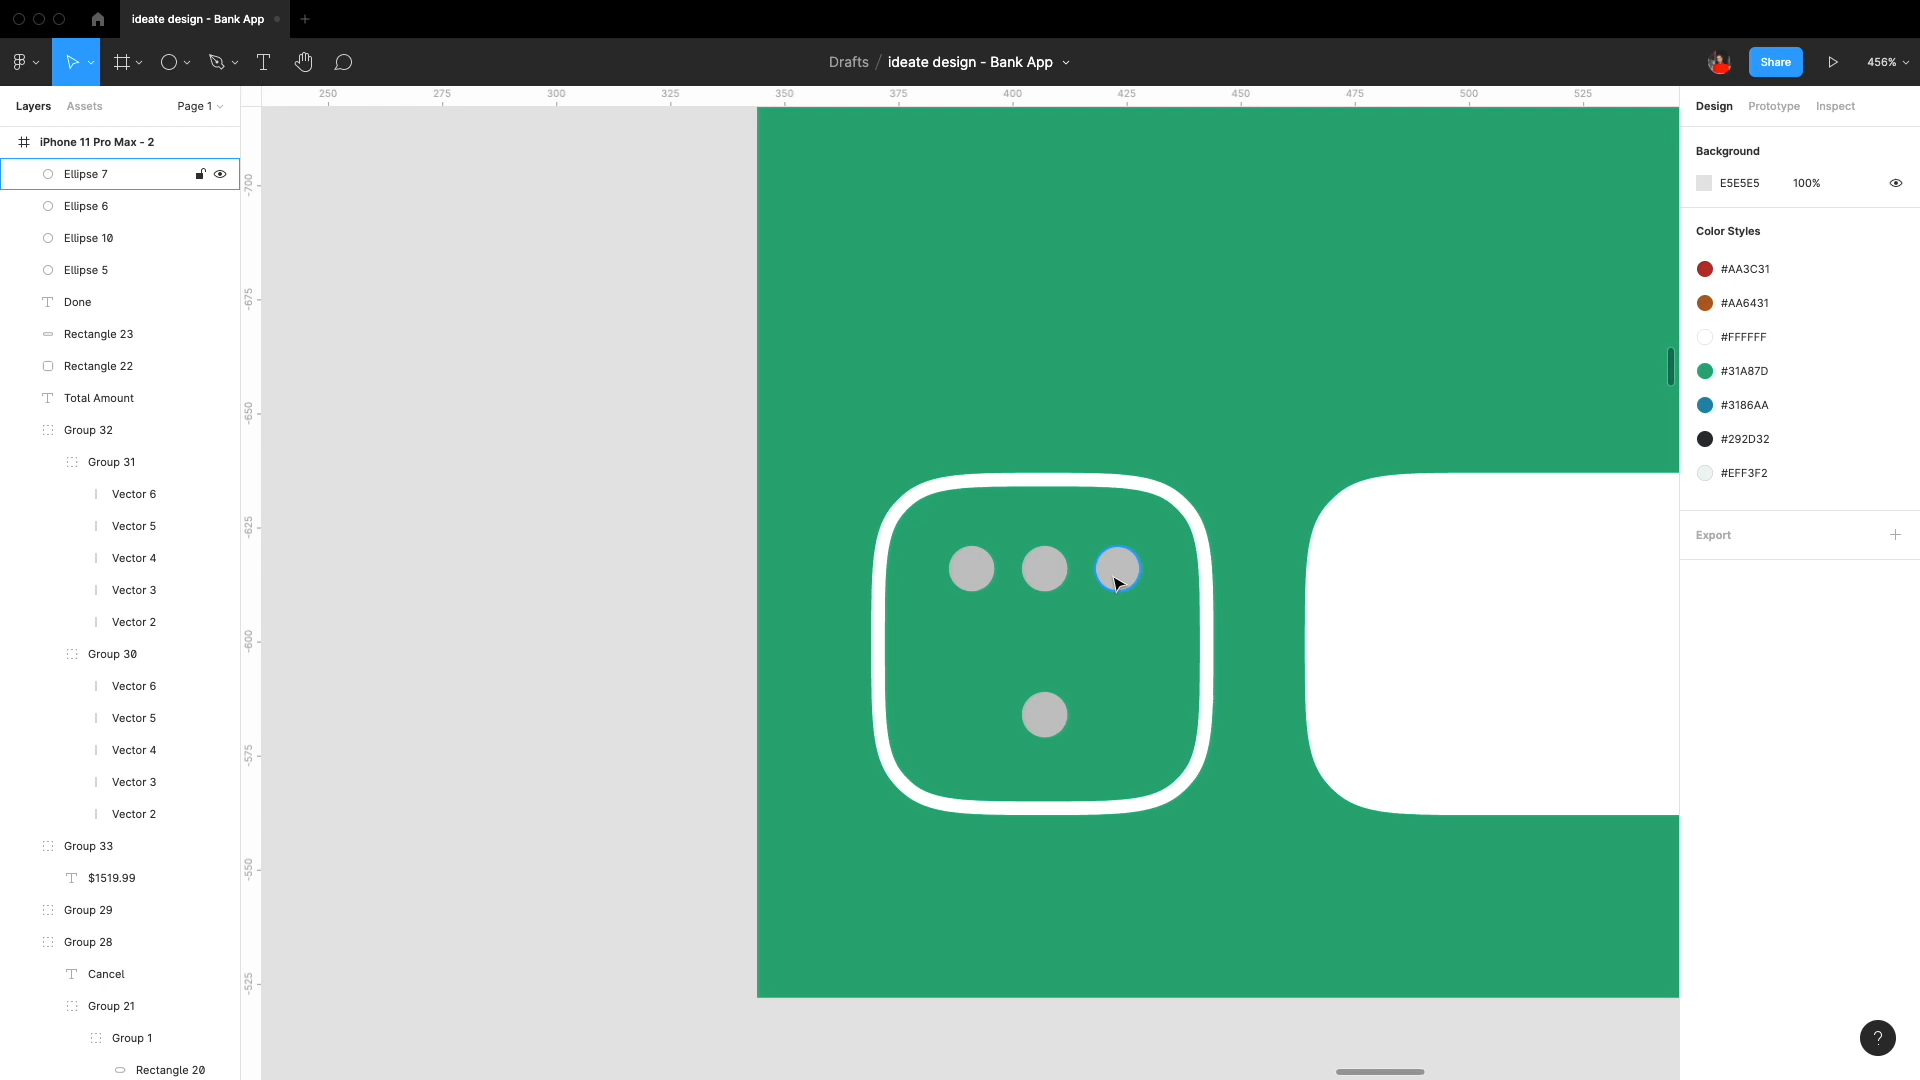 ideate design - Bank App
Drafts / ideate design - Bank App
Share
456%
Layers Assets Page 1
250 275 300 325 350 375 400 425 450 475 500 525
Design Prototype Inspect
iPhone 11 Pro Max - 2
Ellipse 7
Ellipse 6
Ellipse 10
Ellipse 5
Done
Rectangle 23
Rectangle 22
Total Amount
Group 32
Group 31
Vector 6
Vector 5
Vector 4
Vector 3
Vector 2
Group 30
Vector 6
Vector 5
Vector 4
Vector 3
Vector 2
Group 33
$1519.99
Group 29
Group 28
Cancel
Group 21
Group 1
Rectangle 20
-700
-675
-650
-625
-600
-575
-550
-525
Background
E5E5E5 100%
Color Styles
#AA3C31
#AA6431
#FFFFFF
#31A87D
#3186AA
#292D32
#EFF3F2
Export
?